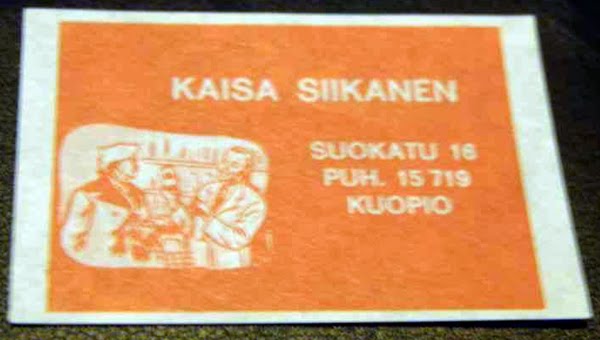 KAISA SIIKANEN
SUOKATU 16
PUH. 15 719
KUOPIO